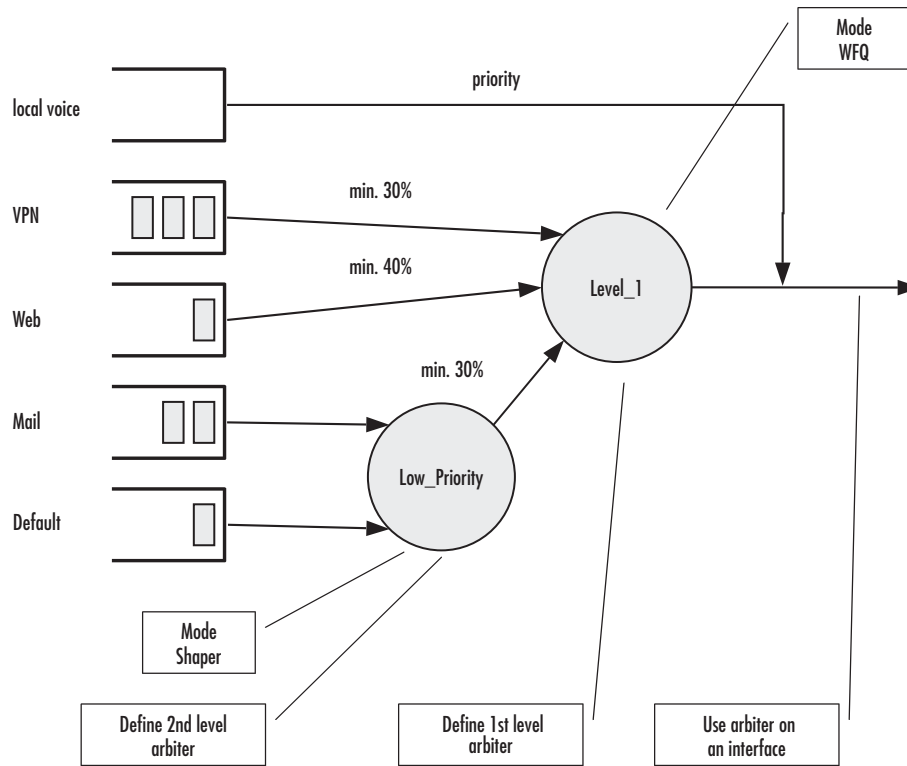 Mode
WFQ
priority
local voice
min. 30%
VPN
min. 40%
Level_1
Web
min. 30%
Mail
Low_Priority
Default
Mode
Shaper
Define 2nd level
arbiter
Define 1st level
arbiter
Use arbiter on
an interface